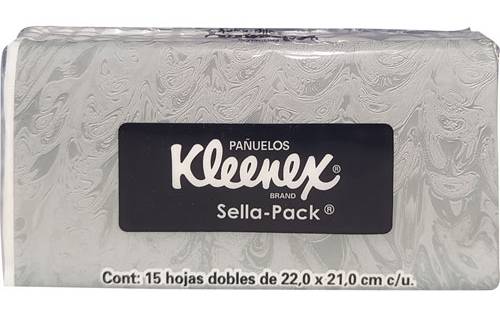 PAÑUELOS
Kleenex®
BRAND
Sella-Pack®
Cont: 15 hojas dobles de 22,0 x 21,0 cm c/u.